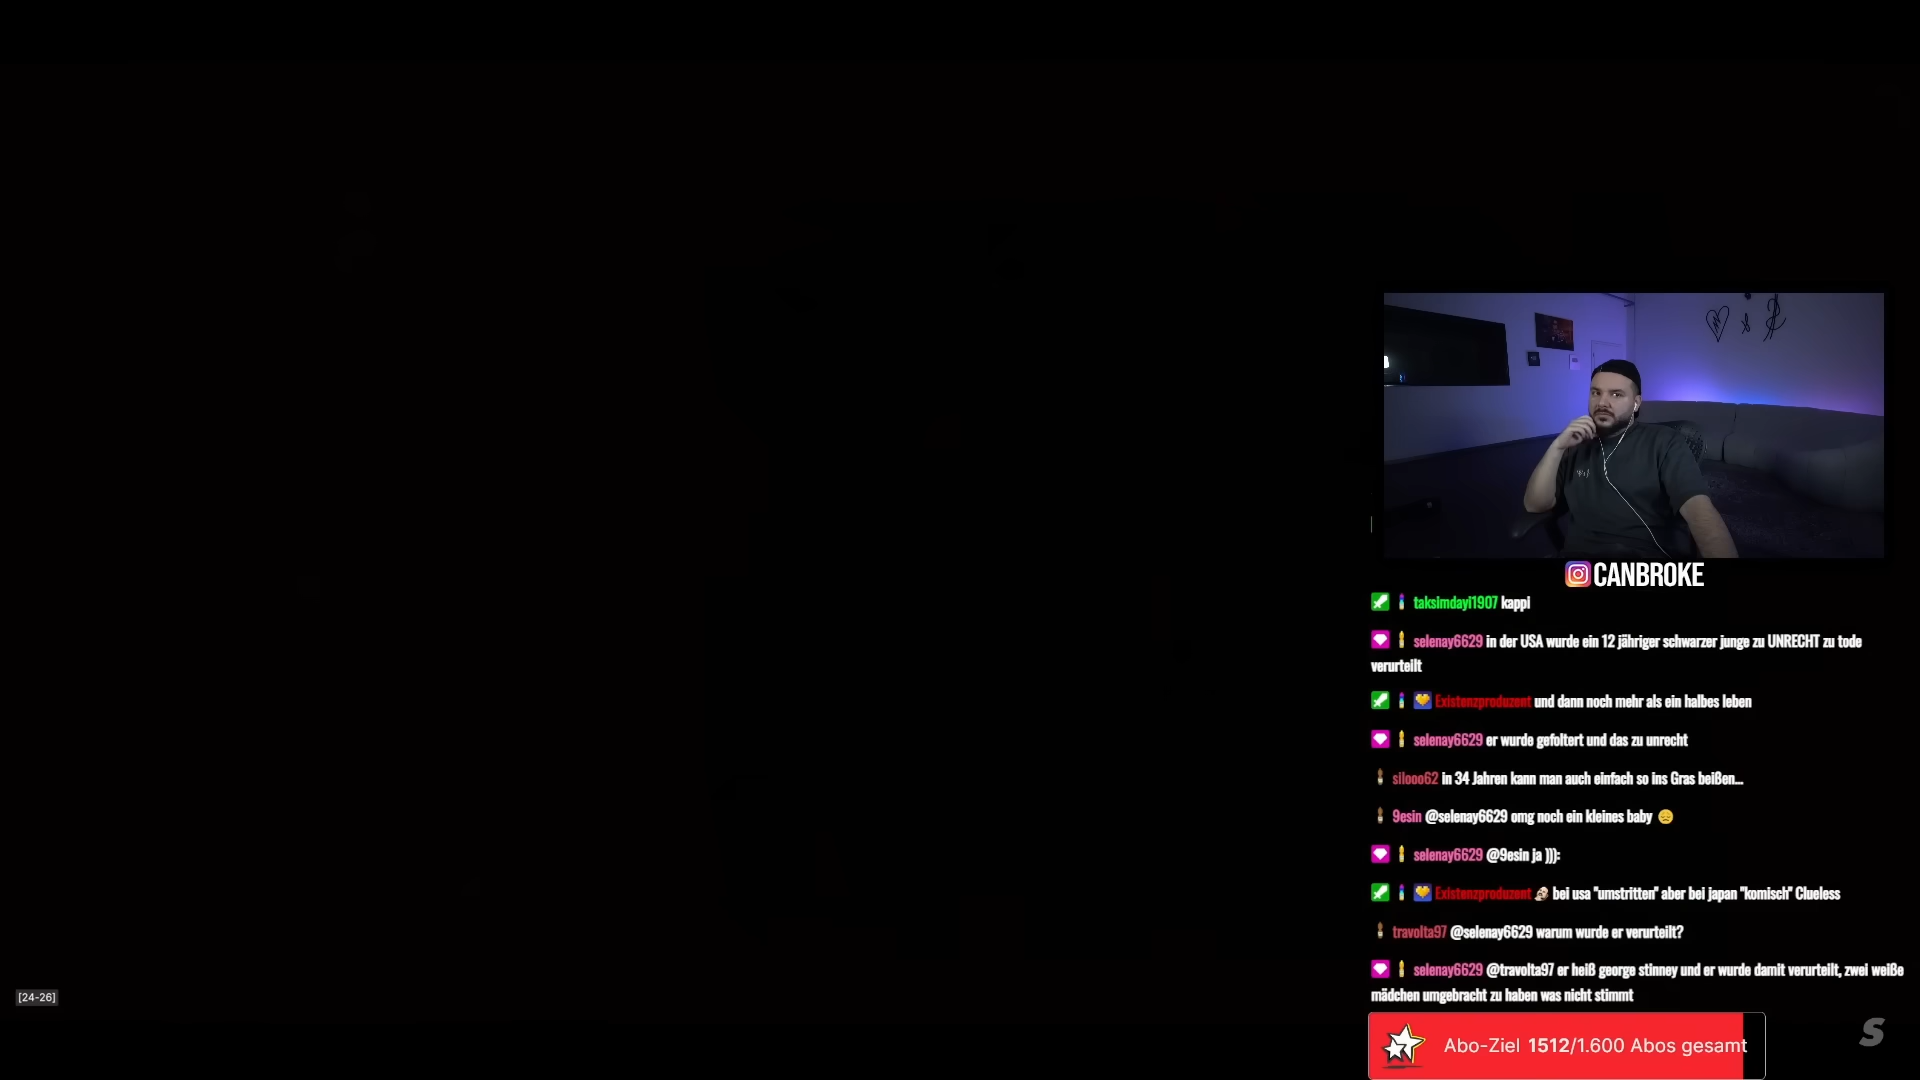 CANBROKE
taksimdayi1907 kappi
selenay6629 in der USA wurde ein 12 jähriger schwarzer junge zu UNRECHT zu tode
verurteilt
Existenzproduzent und dann noch mehr als ein halbes leben
selenay6629 er wurde gefoltert und das zu unrecht
silooo62 in 34 Jahren kann man auch einfach so ins Gras beißen...
9esin @selenay6629 omg noch ein kleines baby 😞
selenay6629 @9esin ja ))):
Existenzproduzent bei usa "umstritten" aber bei japan "komisch" Clueless
travolta97 @selenay6629 warum wurde er verurteilt?
selenay6629 @travolta97 er heiß george stinney und er wurde damit verurteilt, zwei weiße
mädchen umgebracht zu haben was nicht stimmt
[24-26]
Abo-Ziel 1512/1.600 Abos gesamt
S